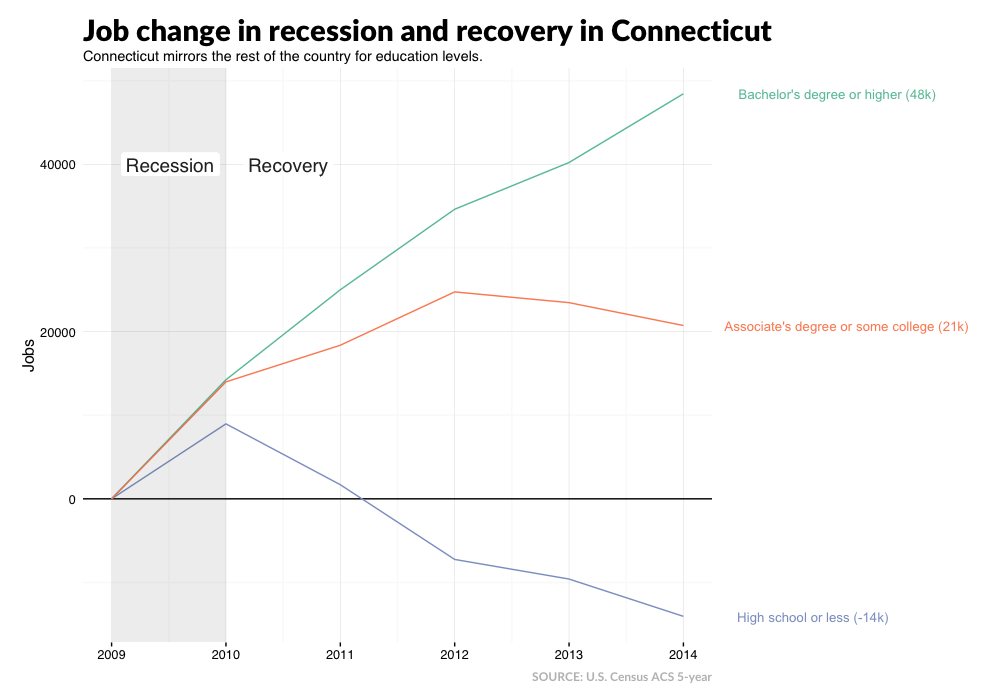 Job change in recession and recovery in Connecticut
Connecticut mirrors the rest of the country for education levels.
Bachelor's degree or higher (48k)
40000
Recession
Recovery
20000
Associate's degree or some college (21k)
Jobs
0
High school or less (-14k)
2009 2010 2011 2012 2013 2014
SOURCE: U.S. Census ACS 5-year